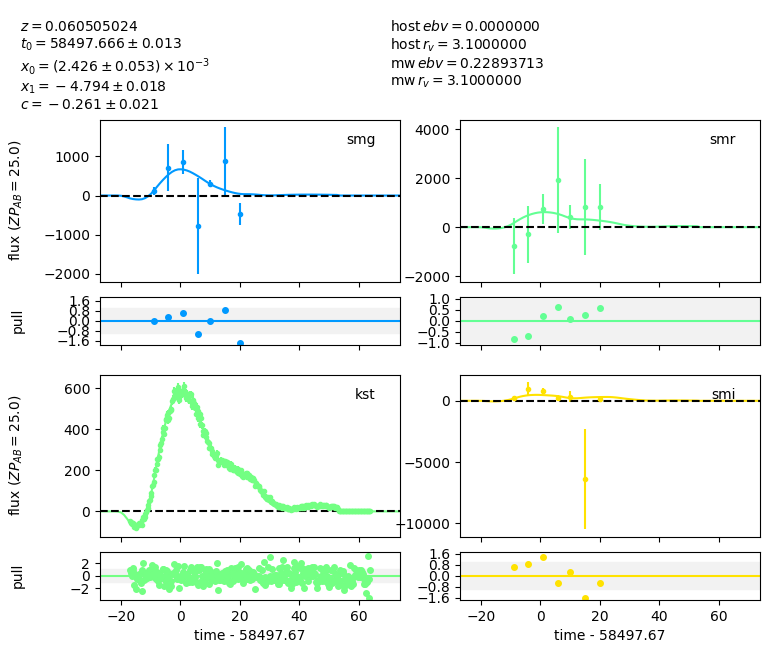 z = 0.060505024
t₀ = 58497.666 ± 0.013
x₀ = (2.426 ± 0.053) × 10⁻³
x₁ = −4.794 ± 0.018
c = −0.261 ± 0.021
host ebv = 0.0000000
host r_v = 3.1000000
mw ebv = 0.22893713
mw r_v = 3.1000000
flux (ZP_AB = 25.0)
1000
0
−1000
−2000
smg
4000
2000
0
−2000
smr
pull
1.6
0.8
0.0
−0.8
−1.6
1.0
0.5
0.0
−0.5
−1.0
flux (ZP_AB = 25.0)
600
400
200
0
kst
0
−5000
−10000
smi
pull
2
0
−2
1.6
0.8
0.0
−0.8
−1.6
−20 0 20 40 60
−20 0 20 40 60
time - 58497.67
time - 58497.67